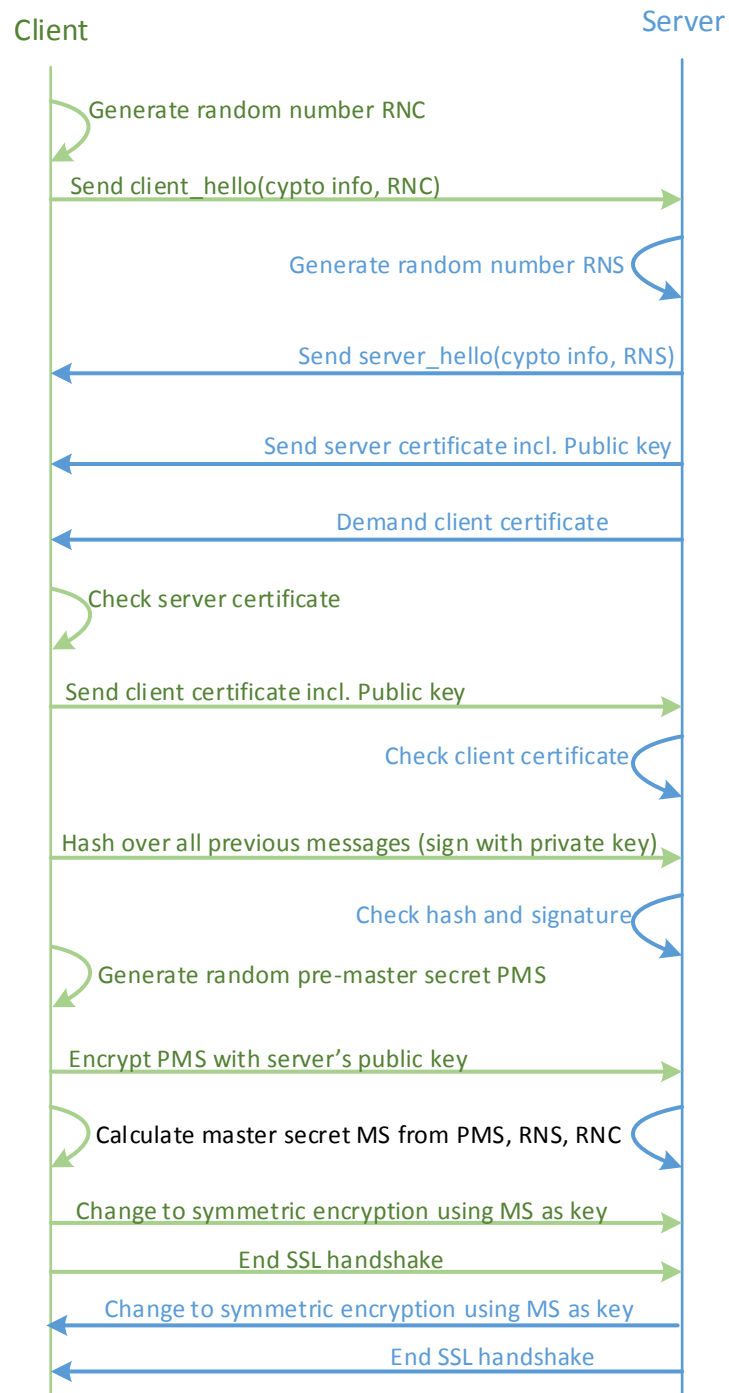 Client
Server
Generate random number RNC
Send client_hello(cypto info, RNC)
Generate random number RNS
Send server_hello(cypto info, RNS)
Send server certificate incl. Public key
Demand client certificate
Check server certificate
Send client certificate incl. Public key
Check client certificate
Hash over all previous messages (sign with private key)
Check hash and signature
Generate random pre-master secret PMS
Encrypt PMS with server’s public key
Calculate master secret MS from PMS, RNS, RNC
Change to symmetric encryption using MS as key
End SSL handshake
Change to symmetric encryption using MS as key
End SSL handshake